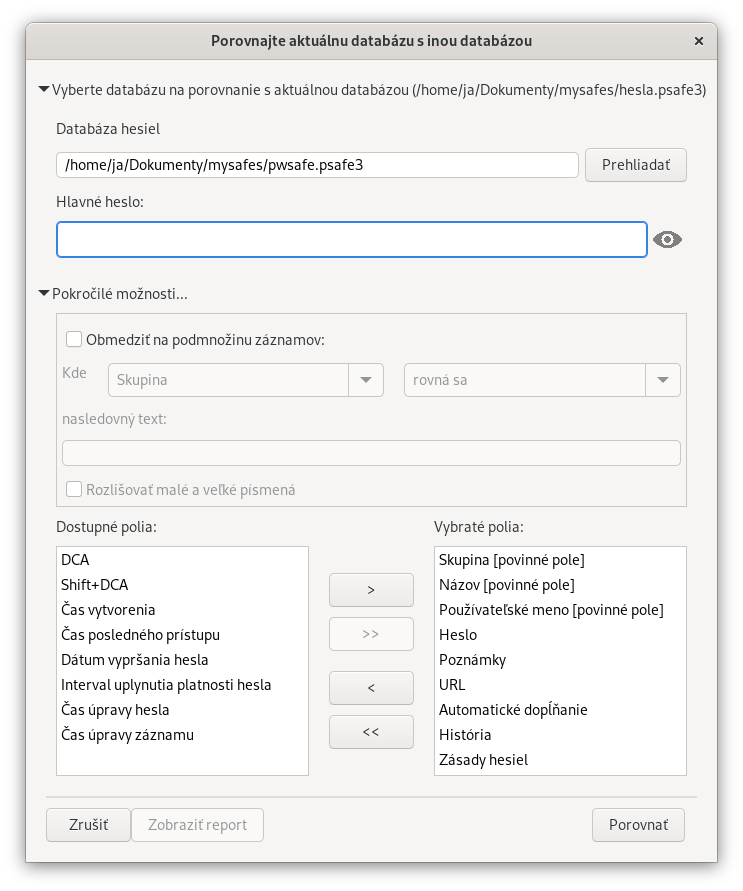 Porovnajte aktuálnu databázu s inou databázou ×
Vyberte databázu na porovnanie s aktuálnou databázou (/home/ja/Dokumenty/mysafes/hesla.psafe3)
Databáza hesiel
/home/ja/Dokumenty/mysafes/pwsafe.psafe3 Prehliadať
Hlavné heslo:
Pokročilé možnosti...
Obmedziť na podmnožinu záznamov:
Kde Skupina rovná sa
nasledovný text:
Rozlišovať malé a veľké písmená
Dostupné polia:
DCA
Shift+DCA
Čas vytvorenia
Čas posledného prístupu
Dátum vypršania hesla
Interval uplynutia platnosti hesla
Čas úpravy hesla
Čas úpravy záznamu
>
>>
<
<<
Vybraté polia:
Skupina [povinné pole]
Názov [povinné pole]
Používateľské meno [povinné pole]
Heslo
Poznámky
URL
Automatické dopĺňanie
História
Zásady hesiel
Zrušiť Zobraziť report Porovnať